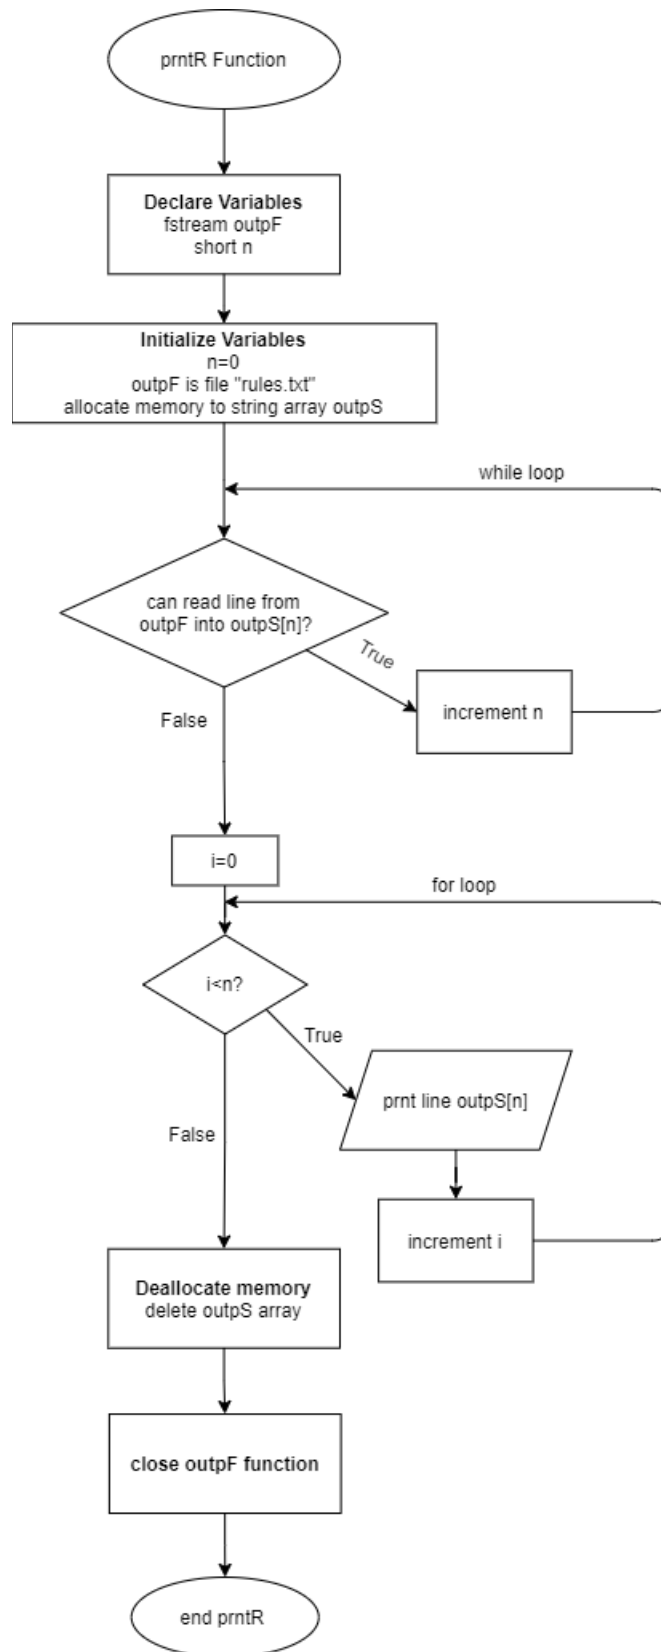 prntR Function
Declare Variables
fstream outpF
short n
Initialize Variables
n=0
outpF is file "rules.txt"
allocate memory to string array outpS
while loop
can read line from
outpF into outpS[n]?
True
increment n
False
i=0
for loop
i<n?
True
prnt line outpS[n]
False
increment i
Deallocate memory
delete outpS array
close outpF function
end prntR